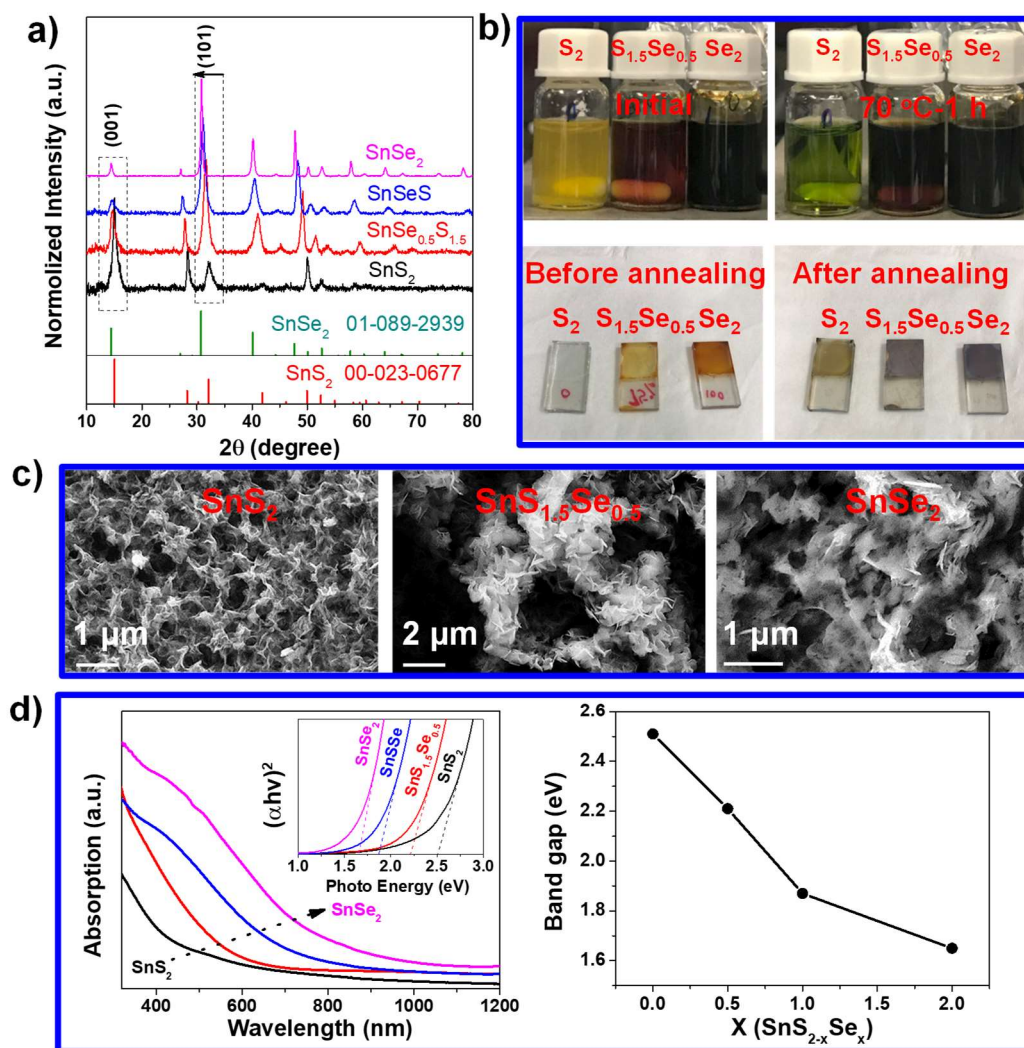 a)
Normolized Intensity (a.u.)
(001)
(101)
SnSe₂
SnSeS
SnSe₀.₅S₁.₅
SnS₂
SnSe₂ 01-089-2939
SnS₂ 00-023-0677
10 20 30 40 50 60 70 80
2θ (degree)
b)
S₂ S₁.₅Se₀.₅ Se₂
Initial
S₂ S₁.₅Se₀.₅ Se₂
70 °C-1 h
Before annealing
S₂ S₁.₅Se₀.₅ Se₂
After annealing
S₂ S₁.₅Se₀.₅ Se₂
c)
SnS₂
1 µm
SnS₁.₅Se₀.₅
2 µm
SnSe₂
1 µm
d)
Absorption (a.u.)
SnS₂
SnSe₂
400 600 800 1000 1200
Wavelength (nm)
(αhv)²
SnSe₂
SnSSe
SnS₁.₅Se₀.₅
SnS₂
1.0 1.5 2.0 2.5 3.0
Photo Energy (eV)
Band gap (eV)
2.6
2.4
2.2
2.0
1.8
1.6
0.0 0.5 1.0 1.5 2.0
X (SnS₂₋ₓSeₓ)